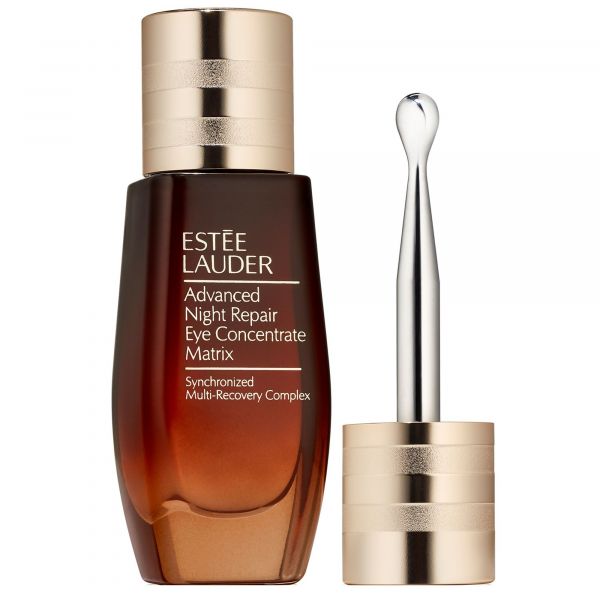 ESTĒE
LAUDER
Advanced
Night Repair
Eye Concentrate
Matrix
Synchronized
Multi-Recovery Complex